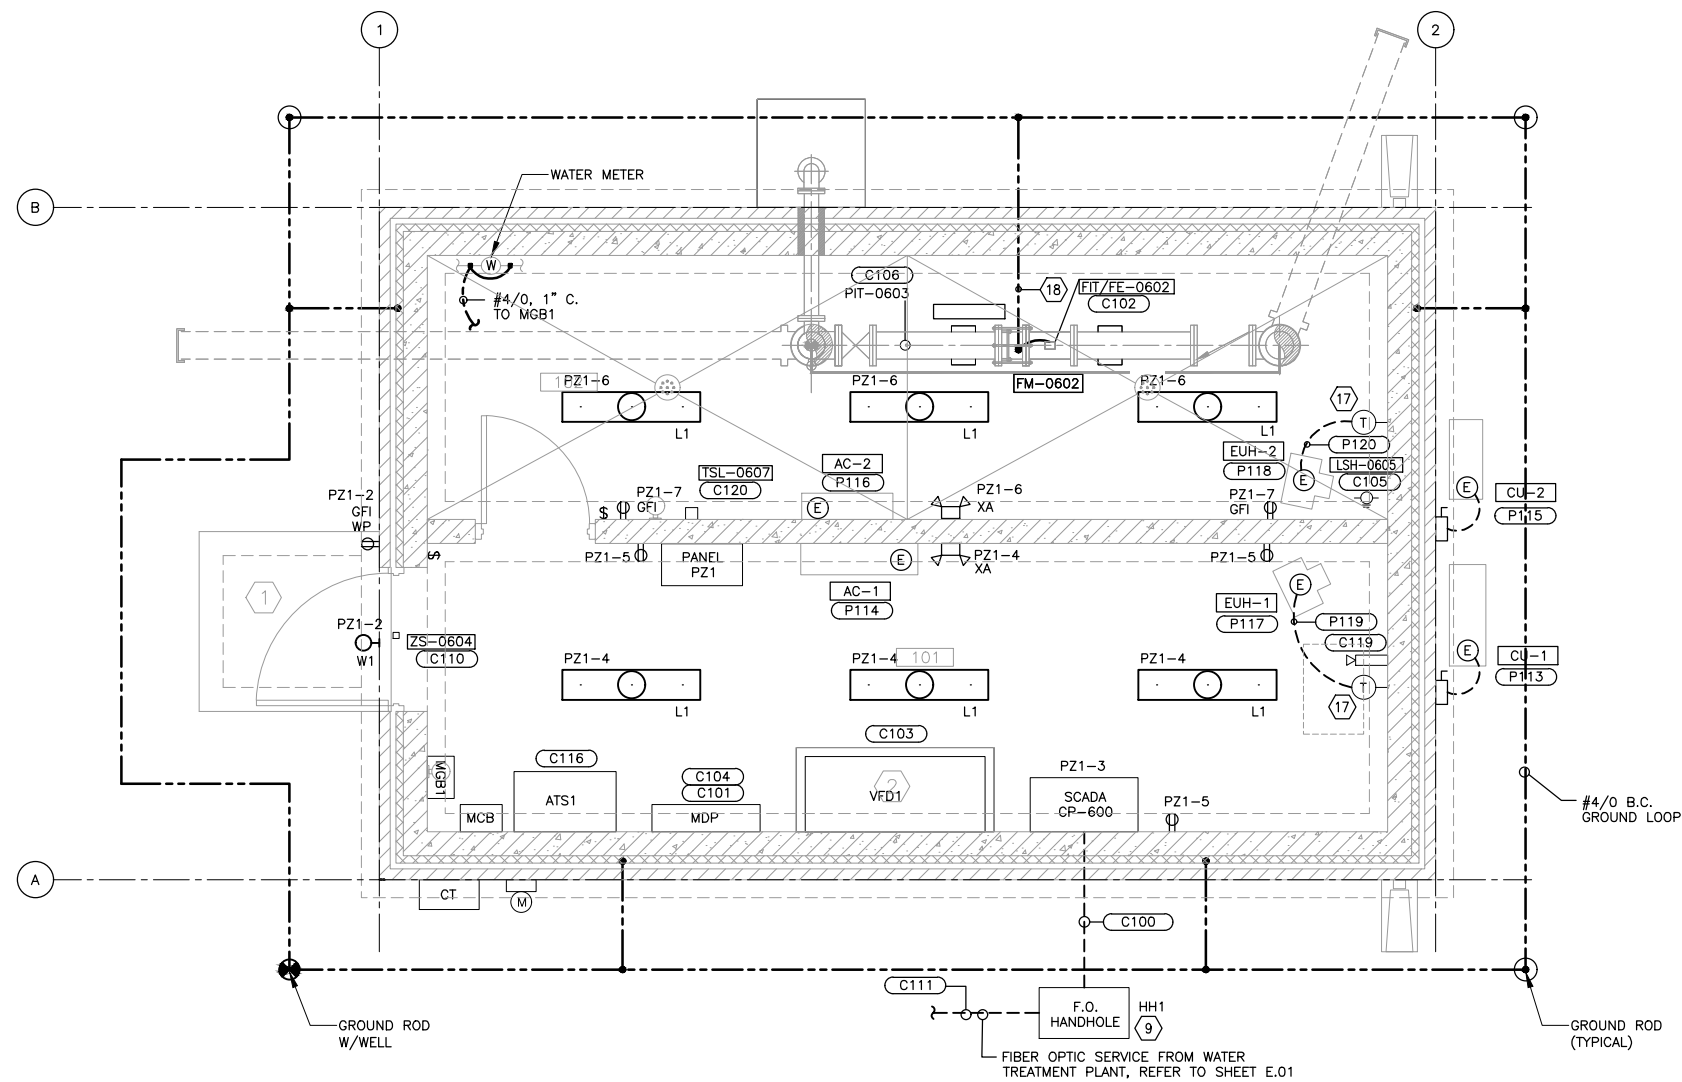 1
2
B
WATER METER
W
#4/0, 1" C.
TO MGB1
C106
PIT-0603
18
FIT/FE-0602
C102
FM-0602
102
PZ1-6
PZ1-6
PZ1-6
L1
L1
L1
17
T
P120
EUH-2
P118
E
LSH-0605
C105
TSL-0607
C120
AC-2
P116
E
PZ1-2
GFI
WP
$
PZ1-7
GFI
PZ1-6
XA
PZ1-7
GFI
E
CU-2
P115
$
PZ1-5
PANEL
PZ1
E
PZ1-4
XA
PZ1-5
AC-1
P114
1
E
EUH-1
P117
P119
C119
PZ1-2
W1
ZS-0604
C110
E
CU-1
P113
PZ1-4
PZ1-4
101
PZ1-4
T
17
L1
L1
L1
C103
MGB1
C116
ATS1
C104
C101
MCB
MDP
2
VFD1
PZ1-3
SCADA
CP-600
PZ1-5
#4/0 B.C.
GROUND LOOP
A
CT
M
C100
C111
F.O.
HANDHOLE
HH1
9
GROUND ROD
W/WELL
GROUND ROD
(TYPICAL)
FIBER OPTIC SERVICE FROM WATER
TREATMENT PLANT, REFER TO SHEET E.01